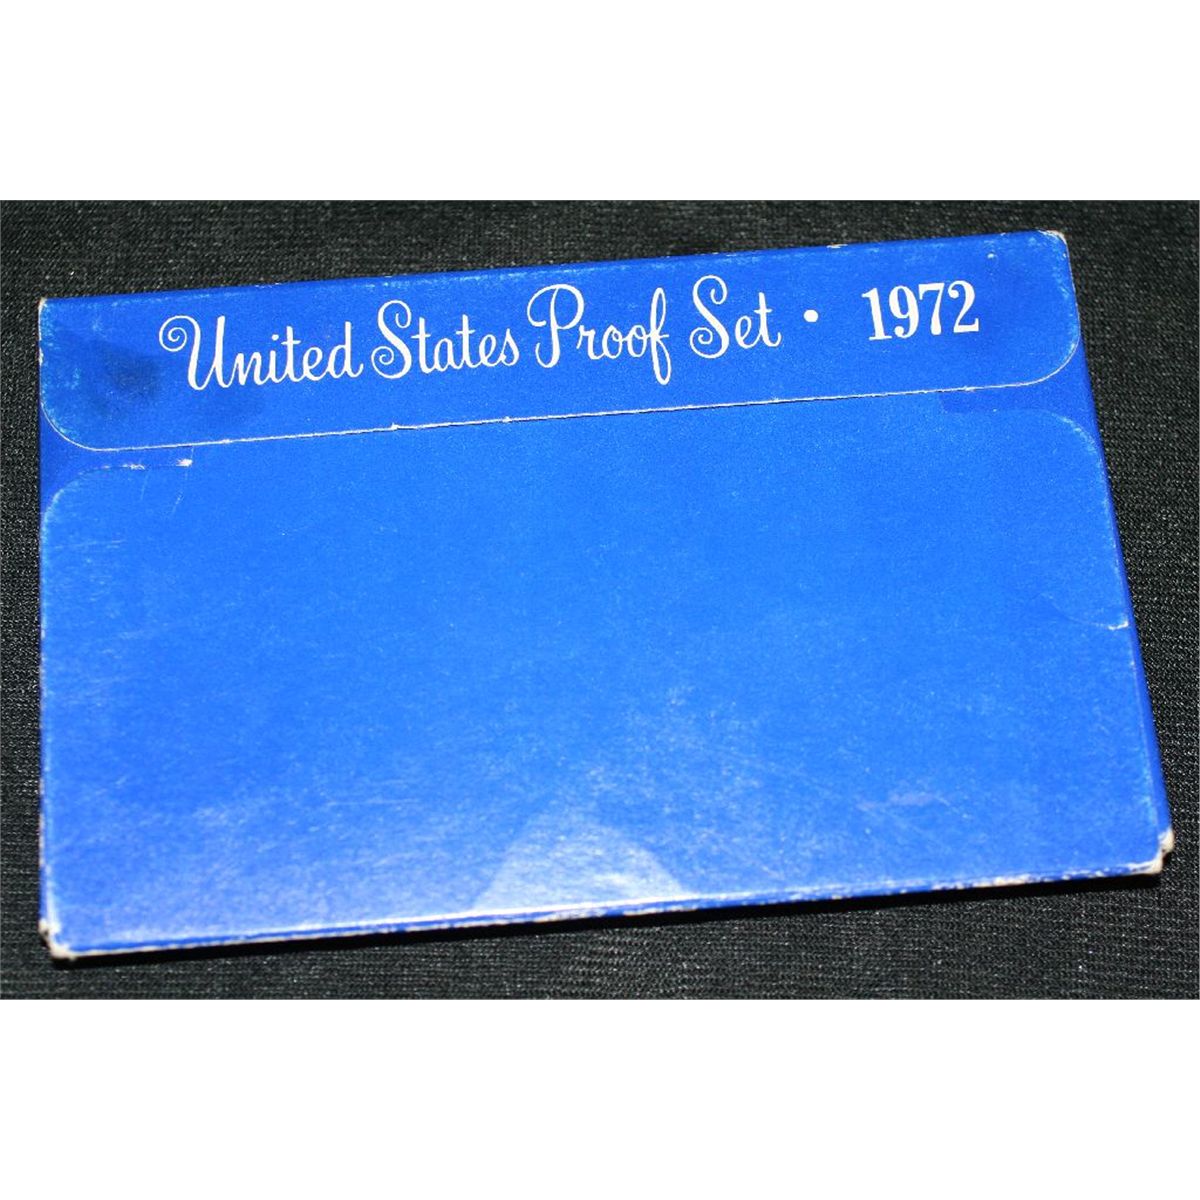 United States Proof Set • 1972